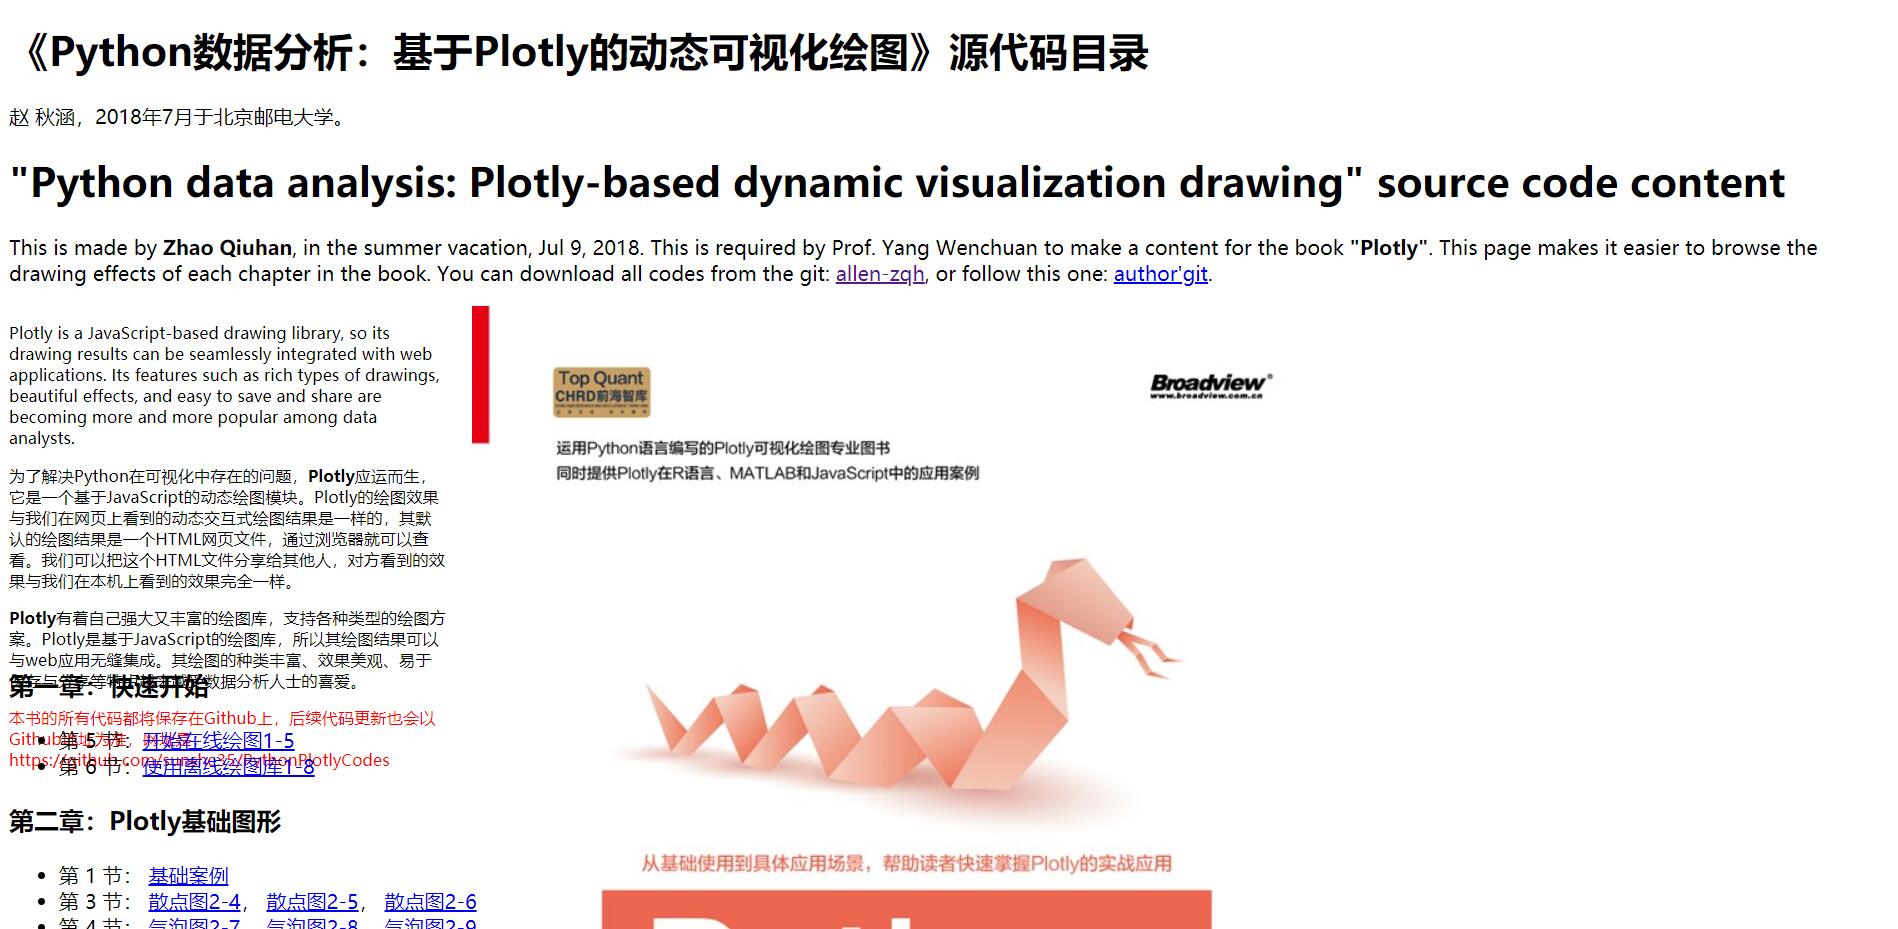 《Python数据分析：基于Plotly的动态可视化绘图》源代码目录
赵 秋涵，2018年7月于北京邮电大学。
"Python data analysis: Plotly-based dynamic visualization drawing" source code content
This is made by Zhao Qiuhan, in the summer vacation, Jul 9, 2018. This is required by Prof. Yang Wenchuan to make a content for the book "Plotly". This page makes it easier to browse the
drawing effects of each chapter in the book. You can download all codes from the git: allen-zqh, or follow this one: author'git.
Plotly is a JavaScript-based drawing library, so its
drawing results can be seamlessly integrated with web
applications. Its features such as rich types of drawings,
beautiful effects, and easy to save and share are
becoming more and more popular among data
analysts.
为了解决Python在可视化中存在的问题，Plotly应运而生，
它是一个基于JavaScript的动态绘图模块。Plotly的绘图效果
与我们在网页上看到的动态交互式绘图结果是一样的，其默
认的绘图结果是一个HTML网页文件，通过浏览器就可以查
看。我们可以把这个HTML文件分享给其他人，对方看到的效
果与我们在本机上看到的效果完全一样。
Plotly有着自己强大又丰富的绘图库，支持各种类型的绘图方
案。Plotly是基于JavaScript的绘图库，所以其绘图结果可以
与web应用无缝集成。其绘图的种类丰富、效果美观、易于
数据分析人士的喜爱。
第一章：快速开始
本书的所有代码都将保存在Github上，后续代码更新也会以
第 5 节： 开始在线绘图1-5
https://github.com/sunshe35/PythonPlotlyCodes
第 6 节： 使用离线绘图库1-8
第二章：Plotly基础图形
第 1 节： 基础案例
第 3 节： 散点图2-4， 散点图2-5， 散点图2-6
第 4 节： 气泡图2-7 气泡图2-8 气泡图2-9
Top Quant
CHRD前海智库
Broadview®
www.broadview.com.cn
运用Python语言编写的Plotly可视化绘图专业图书
同时提供Plotly在R语言、MATLAB和JavaScript中的应用案例
从基础使用到具体应用场景，帮助读者快速掌握Plotly的实战应用